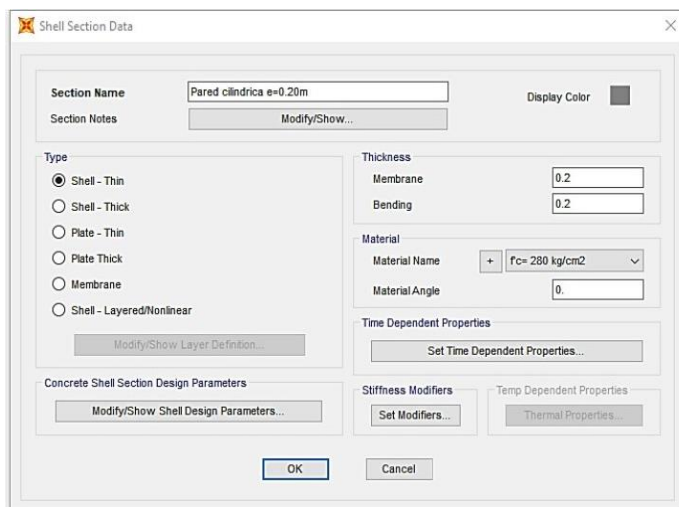 Shell Section Data
Section Name
Pared cilindrica e=0.20m
Display Color
Section Notes
Modify/Show...
Type
Shell - Thin
Shell - Thick
Plate - Thin
Plate Thick
Membrane
Shell - Layered/Nonlinear
Modify/Show Layer Definition...
Thickness
Membrane
0.2
Bending
0.2
Material
Material Name
+
f'c= 280 kg/cm2
Material Angle
0.
Time Dependent Properties
Set Time Dependent Properties...
Concrete Shell Section Design Parameters
Modify/Show Shell Design Parameters...
Stiffness Modifiers
Set Modifiers...
Temp Dependent Properties
Thermal Properties...
OK
Cancel